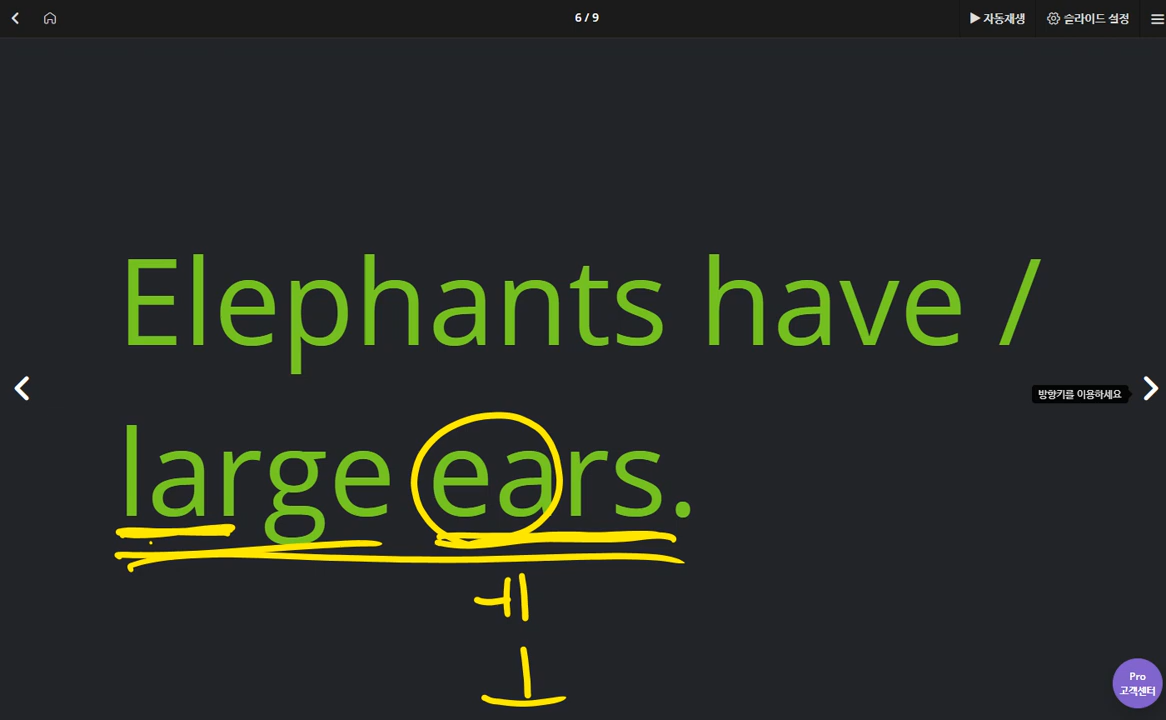 6 / 9
▶ 자동재생
슬라이드 설정
Elephants have /
방향키를 이용하세요
large ears.
ㅔ
ㅗ
Pro
고객센터